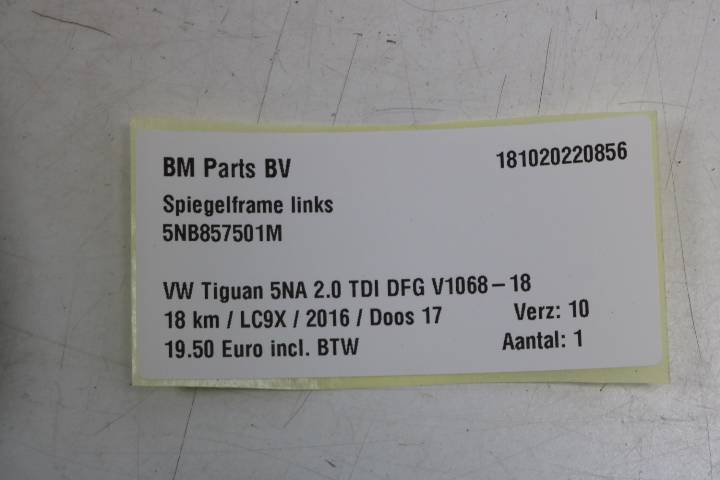 BM Parts BV 181020220856
Spiegelframe links
5NB857501M
VW Tiguan 5NA 2.0 TDI DFG V1068-18
18 km / LC9X / 2016 / Doos 17 Verz: 10
19.50 Euro incl. BTW Aantal: 1